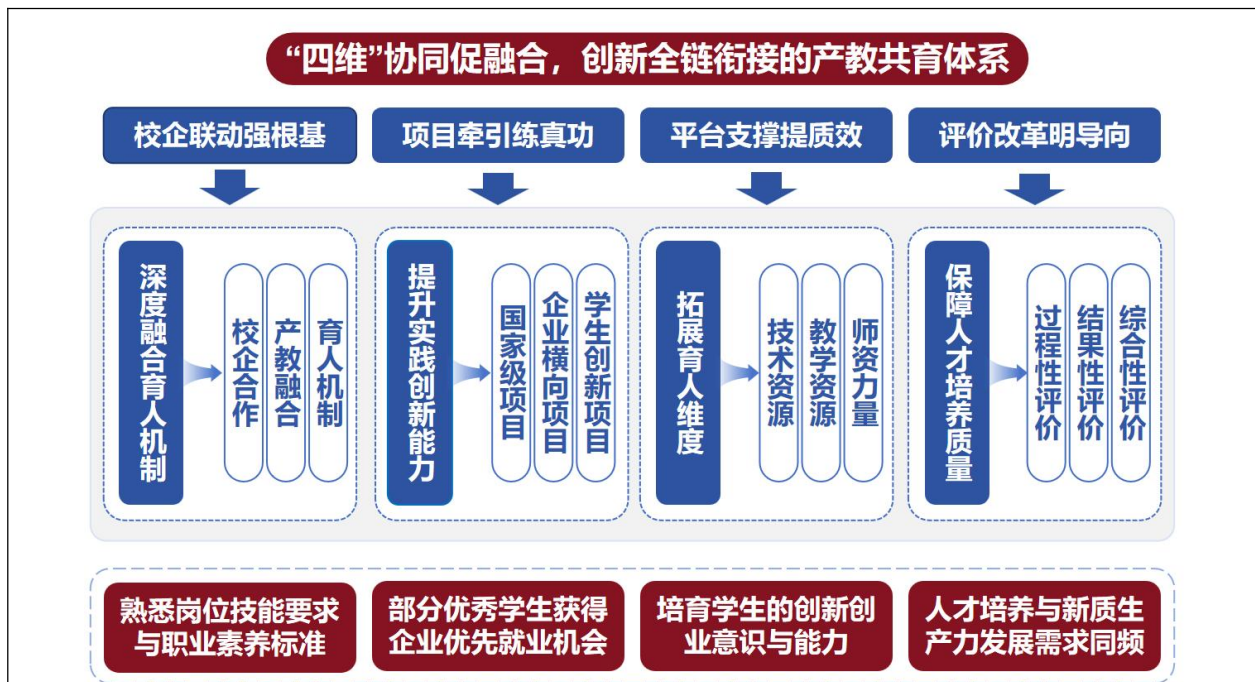 “四维”协同促融合，创新全链衔接的产教共育体系
校企联动强根基
项目牵引练真功
平台支撑提质效
评价改革明导向
深度融合育人机制
校企合作
产教融合
育人机制
提升实践创新能力
国家级项目
企业横向项目
学生创新项目
拓展育人维度
技术资源
教学资源
师资力量
保障人才培养质量
过程性评价
结果性评价
综合性评价
熟悉岗位技能要求
与职业素养标准
部分优秀学生获得
企业优先就业机会
培育学生的创新创
业意识与能力
人才培养与新质生
产力发展需求同频